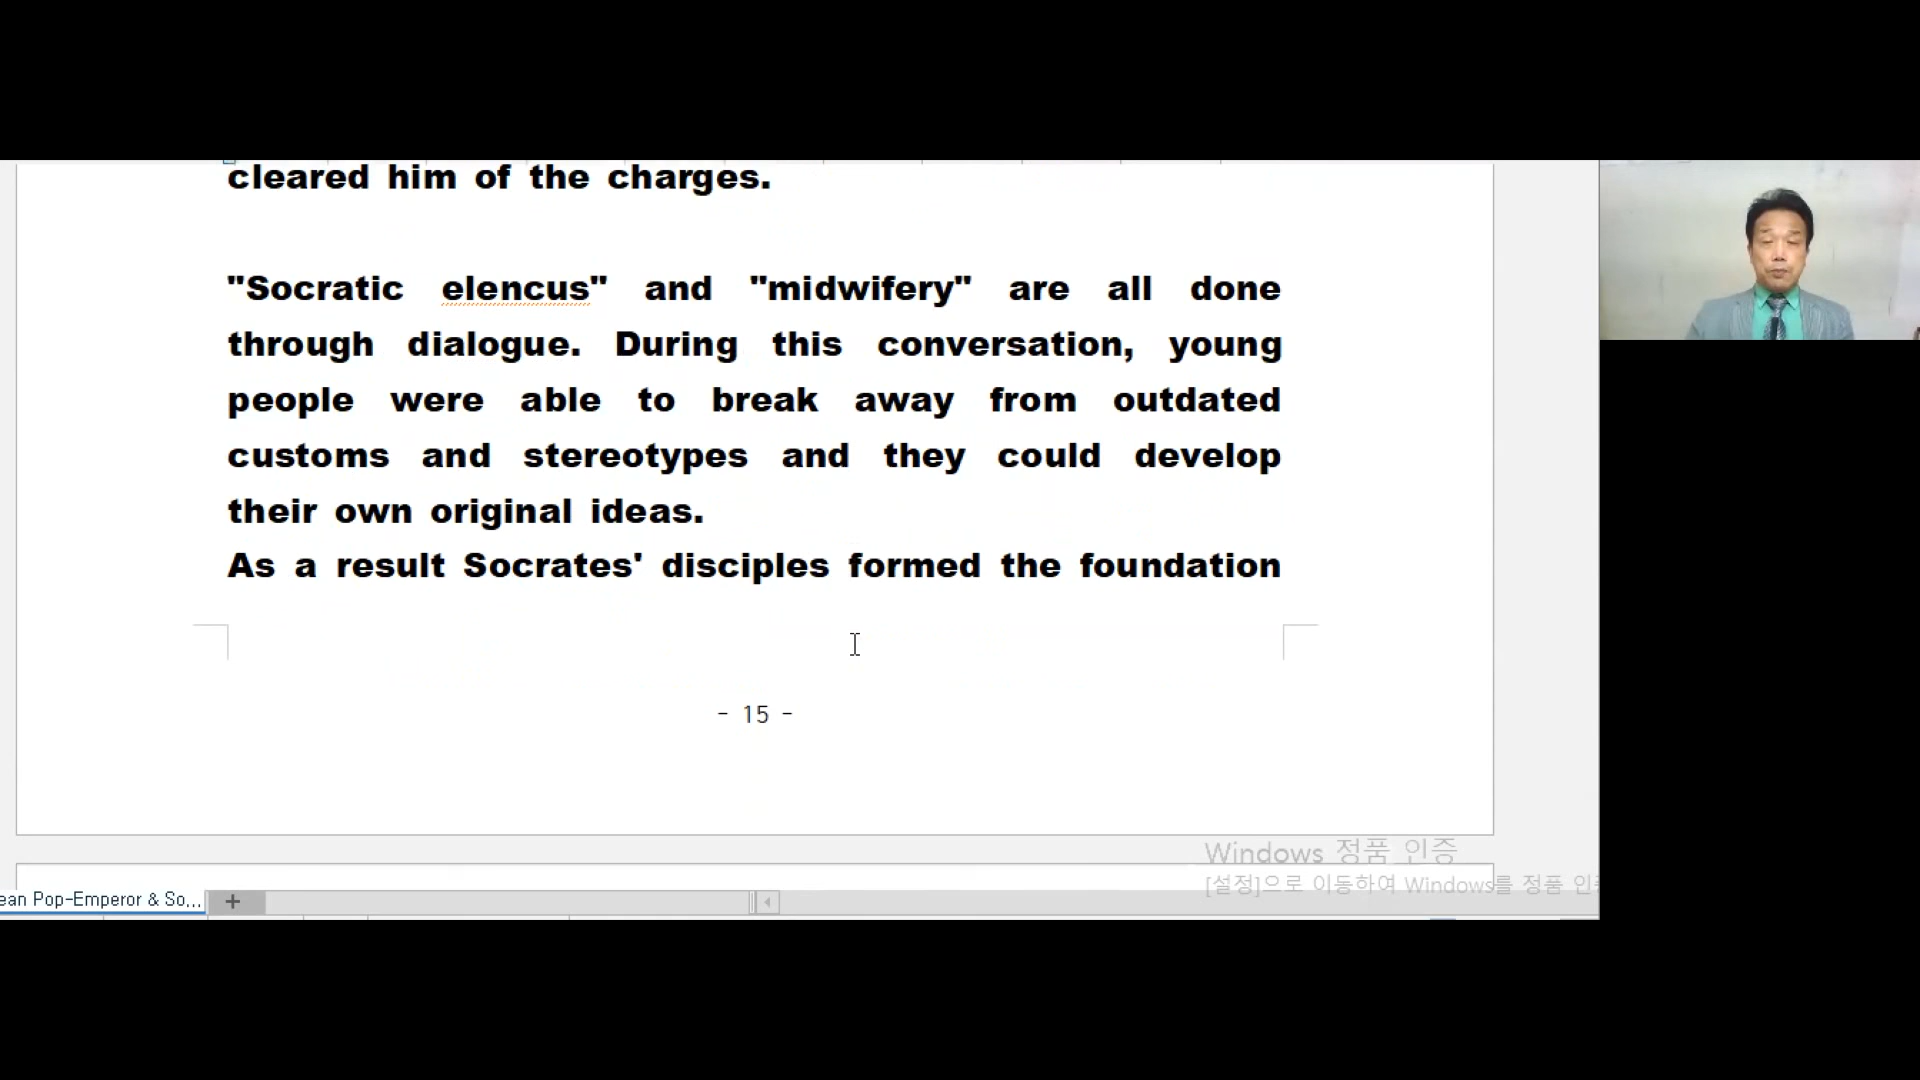 cleared him of the charges.
"Socratic elencus" and "midwifery" are all done
through dialogue. During this conversation, young
people were able to break away from outdated
customs and stereotypes and they could develop
their own original ideas.
As a result Socrates' disciples formed the foundation
- 15 -
Windows 정품 인증
[설정]으로 이동하여 Windows를 정품 인증
ean Pop-Emperor & So...